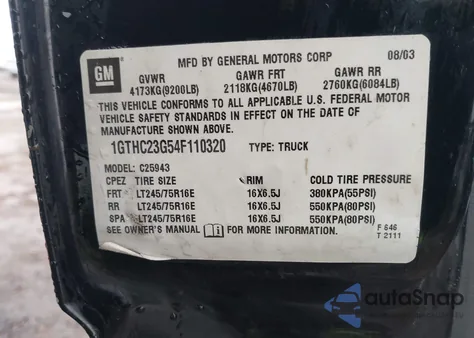 GM
MFD BY GENERAL MOTORS CORP 08/03
GVWR GAWR FRT GAWR RR
4173KG(9200LB) 2118KG(4670LB) 2760KG(6084LB)
THIS VEHICLE CONFORMS TO ALL APPLICABLE U.S. FEDERAL MOTOR
VEHICLE SAFETY STANDARDS IN EFFECT ON THE DATE OF
MANUFACTURE SHOWN ABOVE.
1GTHC23G54F110320 TYPE: TRUCK
MODEL: C25943
CPEZ TIRE SIZE RIM COLD TIRE PRESSURE
FRT LT245/75R16E 16X6.5J 380KPA(55PSI)
RR LT245/75R16E 16X6.5J 550KPA(80PSI)
SPA LT245/75R16E 16X6.5J 550KPA(80PSI)
SEE OWNER'S MANUAL FOR MORE INFORMATION.
F 646
T 2111
autoSnap